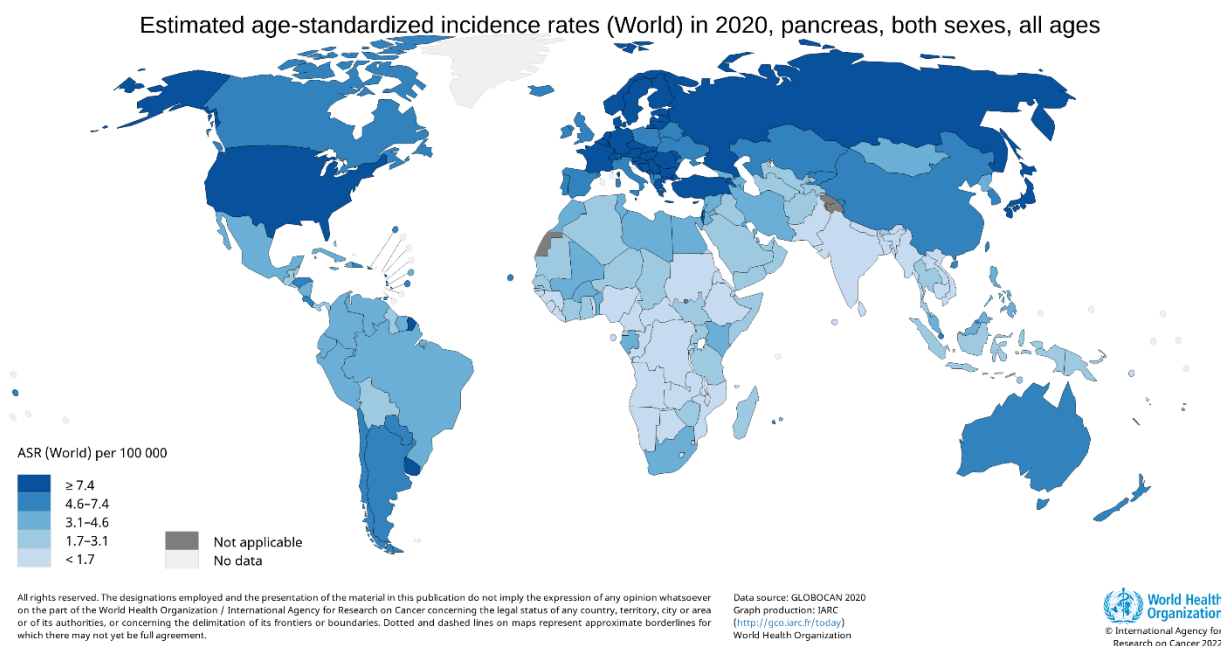 Estimated age-standardized incidence rates (World) in 2020, pancreas, both sexes, all ages
ASR (World) per 100 000
≥ 7.4
4.6–7.4
3.1–4.6
1.7–3.1
< 1.7
Not applicable
No data
All rights reserved. The designations employed and the presentation of the material in this publication do not imply the expression of any opinion whatsoever
on the part of the World Health Organization / International Agency for Research on Cancer concerning the legal status of any country, territory, city or area
or of its authorities, or concerning the delimitation of its frontiers or boundaries. Dotted and dashed lines on maps represent approximate borderlines for
which there may not yet be full agreement.
Data source: GLOBOCAN 2020
Graph production: IARC
(http://gco.iarc.fr/today)
World Health Organization
World Health
Organization
© International Agency for
Research on Cancer 2022